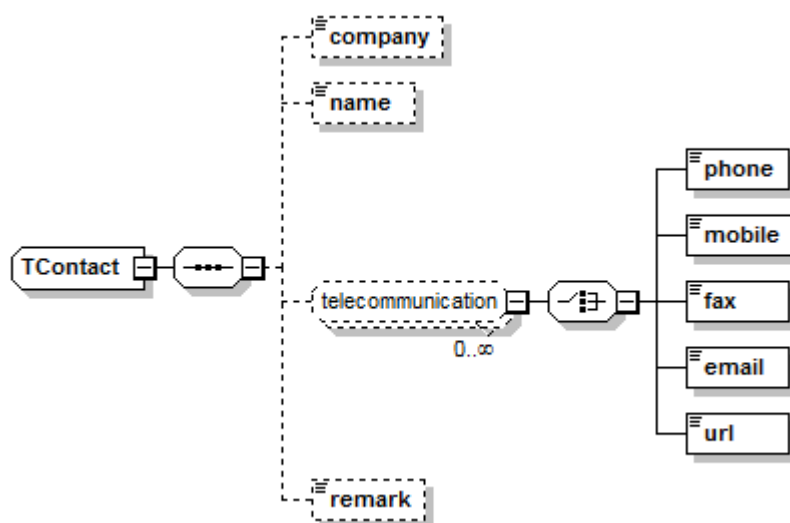 company
name
phone
mobile
TContact
telecommunication
fax
0..∞
email
url
remark